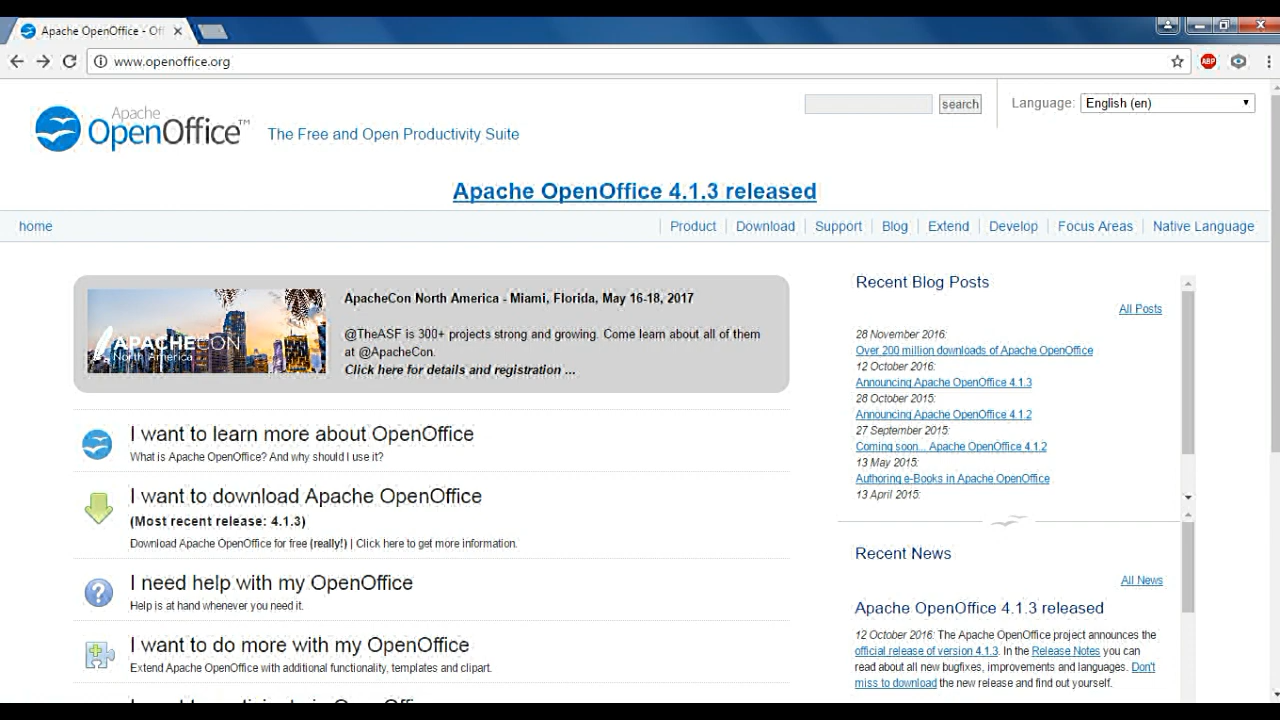 Apache OpenOffice - Off
www.openoffice.org
ABP
Apache
OpenOffice™
The Free and Open Productivity Suite
search
Language:
English (en)
Apache OpenOffice 4.1.3 released
home
Product
Download
Support
Blog
Extend
Develop
Focus Areas
Native Language
APACHECON
North America
ApacheCon North America - Miami, Florida, May 16-18, 2017
@TheASF is 300+ projects strong and growing. Come learn about all of them
at @ApacheCon.
Click here for details and registration ...
I want to learn more about OpenOffice
What is Apache OpenOffice? And why should I use it?
I want to download Apache OpenOffice
(Most recent release: 4.1.3)
Download Apache OpenOffice for free (really!) | Click here to get more information.
I need help with my OpenOffice
Help is at hand whenever you need it.
I want to do more with my OpenOffice
Extend Apache OpenOffice with additional functionality, templates and clipart.
Recent Blog Posts
All Posts
28 November 2016:
Over 200 million downloads of Apache OpenOffice
12 October 2016:
Announcing Apache OpenOffice 4.1.3
28 October 2015:
Announcing Apache OpenOffice 4.1.2
27 September 2015:
Coming soon... Apache OpenOffice 4.1.2
13 May 2015:
Authoring e-Books in Apache OpenOffice
13 April 2015:
Recent News
All News
Apache OpenOffice 4.1.3 released
12 October 2016: The Apache OpenOffice project announces the
official release of version 4.1.3. In the Release Notes you can
read about all new bugfixes, improvements and languages. Don't
miss to download the new release and find out yourself.